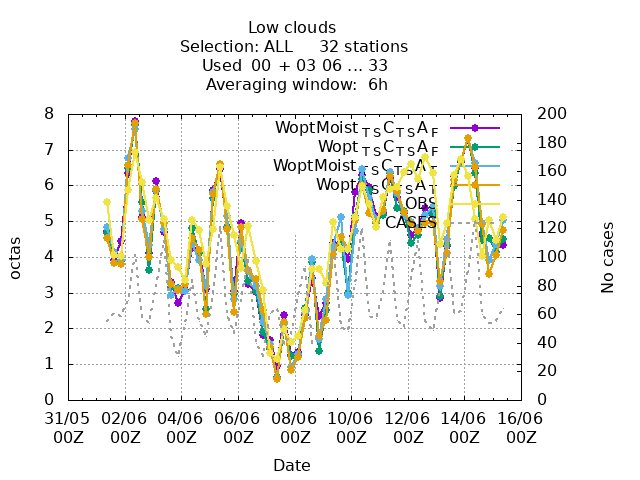 Low clouds
Selection: ALL 32 stations
Used 00 + 03 06 ... 33
Averaging window: 6h
WoptMoist T S C T S A F
Wopt T S C T S A F
WoptMoist T S C T S A T
Wopt T S C T S A T
OBS
CASES
octas
No cases
8
7
6
5
4
3
2
1
0
200
180
160
140
120
100
80
60
40
20
0
31/05 02/06 04/06 06/06 08/06 10/06 12/06 14/06 16/06
00Z 00Z 00Z 00Z 00Z 00Z 00Z 00Z 00Z
Date